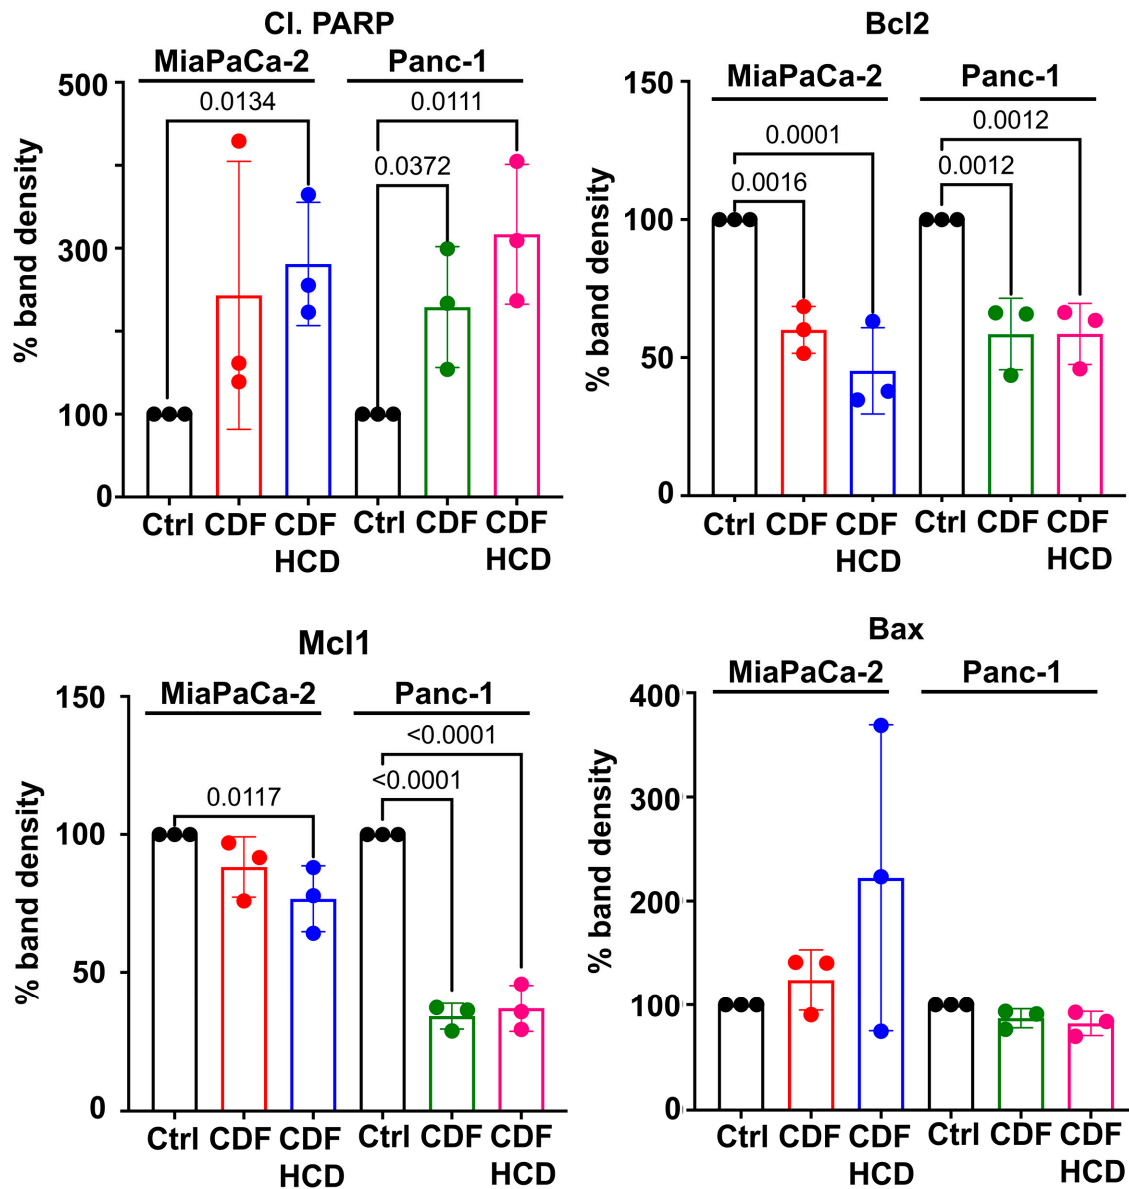 Cl. PARP
MiaPaCa-2 Panc-1
500
0.0134 0.0111
0.0372
300
100
0
% band density
Ctrl CDF CDF Ctrl CDF CDF
HCD HCD
Bcl2
MiaPaCa-2 Panc-1
150
0.0001 0.0012
0.0016 0.0012
100
50
0
% band density
Ctrl CDF CDF Ctrl CDF CDF
HCD HCD
Mcl1
MiaPaCa-2 Panc-1
150
<0.0001
0.0117 <0.0001
100
50
0
% band density
Ctrl CDF CDF Ctrl CDF CDF
HCD HCD
Bax
MiaPaCa-2 Panc-1
400
300
200
100
0
% band density
Ctrl CDF CDF Ctrl CDF CDF
HCD HCD